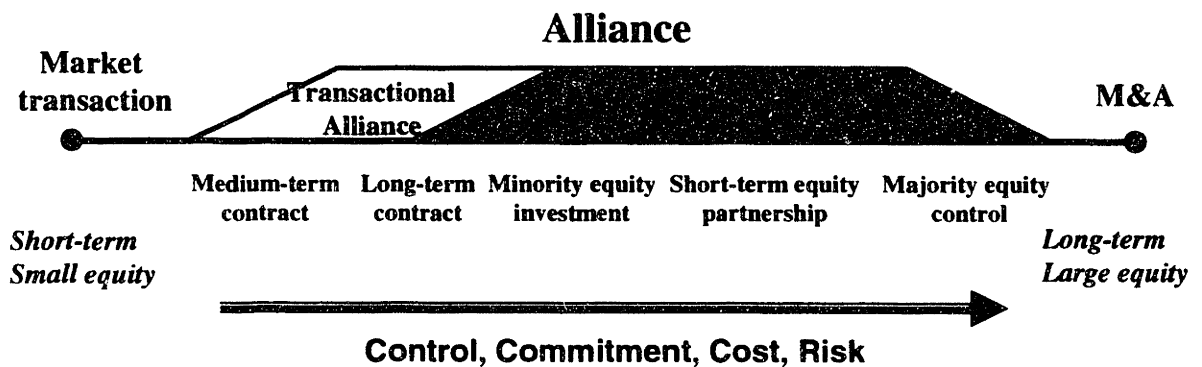 Alliance
Market
transaction
Transactional
Alliance
M&A
Medium-term
contract
Long-term
contract
Minority equity
investment
Short-term equity
partnership
Majority equity
control
Short-term
Small equity
Long-term
Large equity
Control, Commitment, Cost, Risk